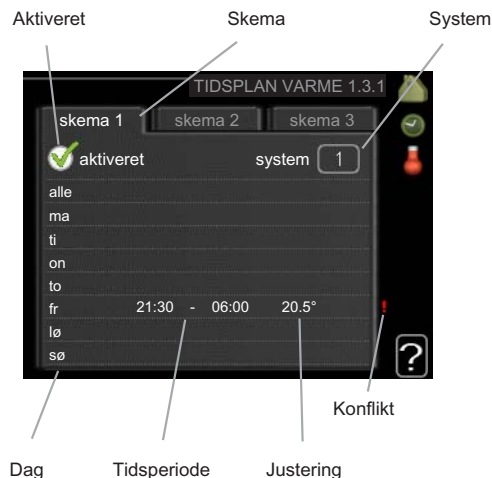 Aktiveret Skema System
TIDSPLAN VARME 1.3.1
skema 1 skema 2 skema 3
aktiveret system 1
alle
ma
ti
on
to
fr 21:30 - 06:00 20.5° !
lø
sø
?
Konflikt
Dag Tidsperiode Justering